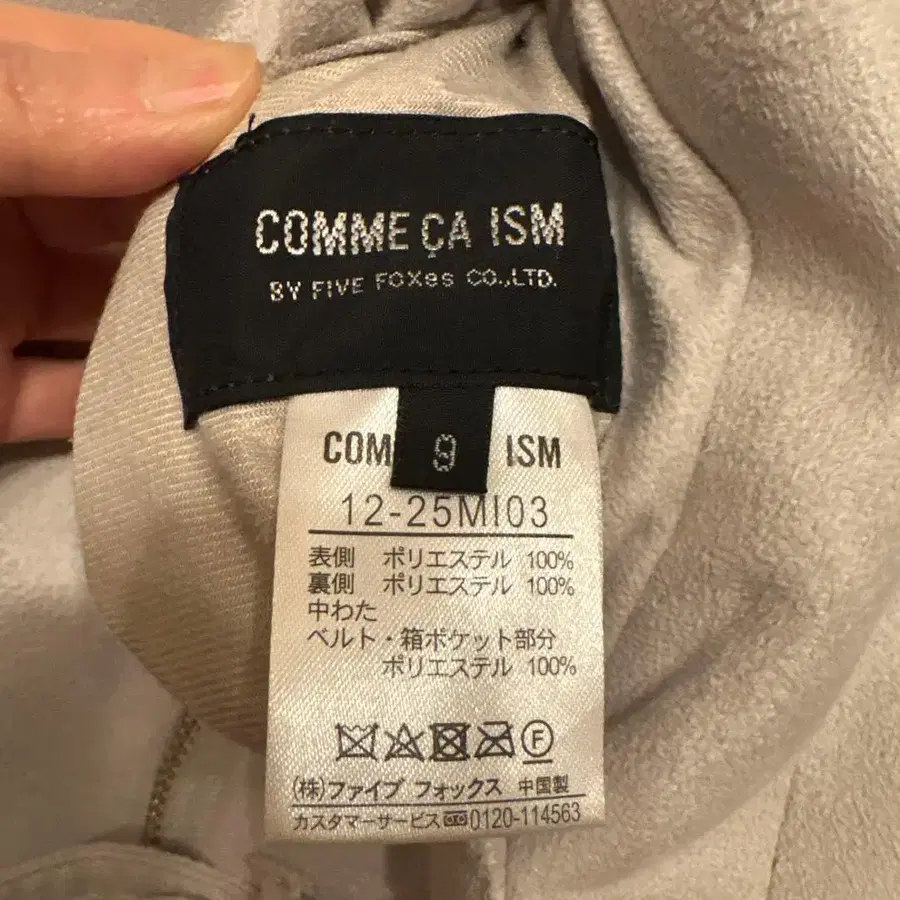 COMME ÇA ISM
BY FIVE FOXes CO.,LTD.
9
COM ISM
12-25MI03
表側 ポリエステル 100%
裏側 ポリエステル 100%
中わた
ベルト・箱ポケット部分
ポリエステル 100%
F
(株)ファイブ フォックス 中国製
カスタマーサービス 0120-114563